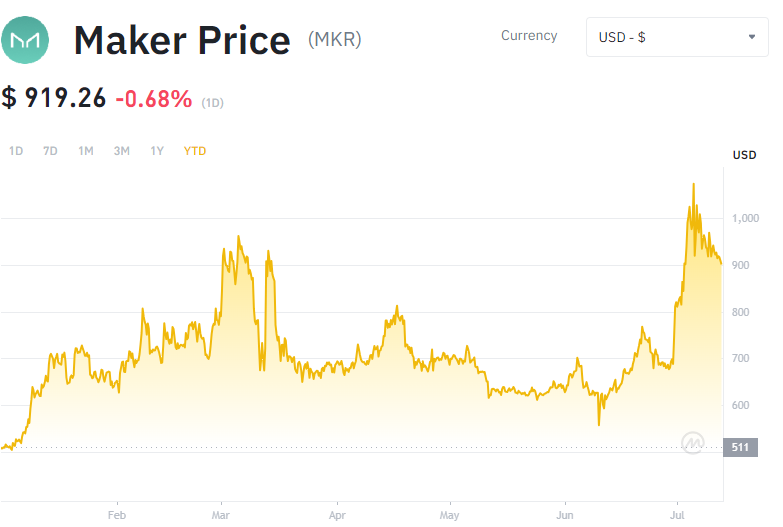 Maker Price (MKR)
Currency
USD - $
$ 919.26 -0.68% (1D)
1D 7D 1M 3M 1Y YTD
USD
1,000
900
800
700
600
511
Feb Mar Apr May Jun Jul